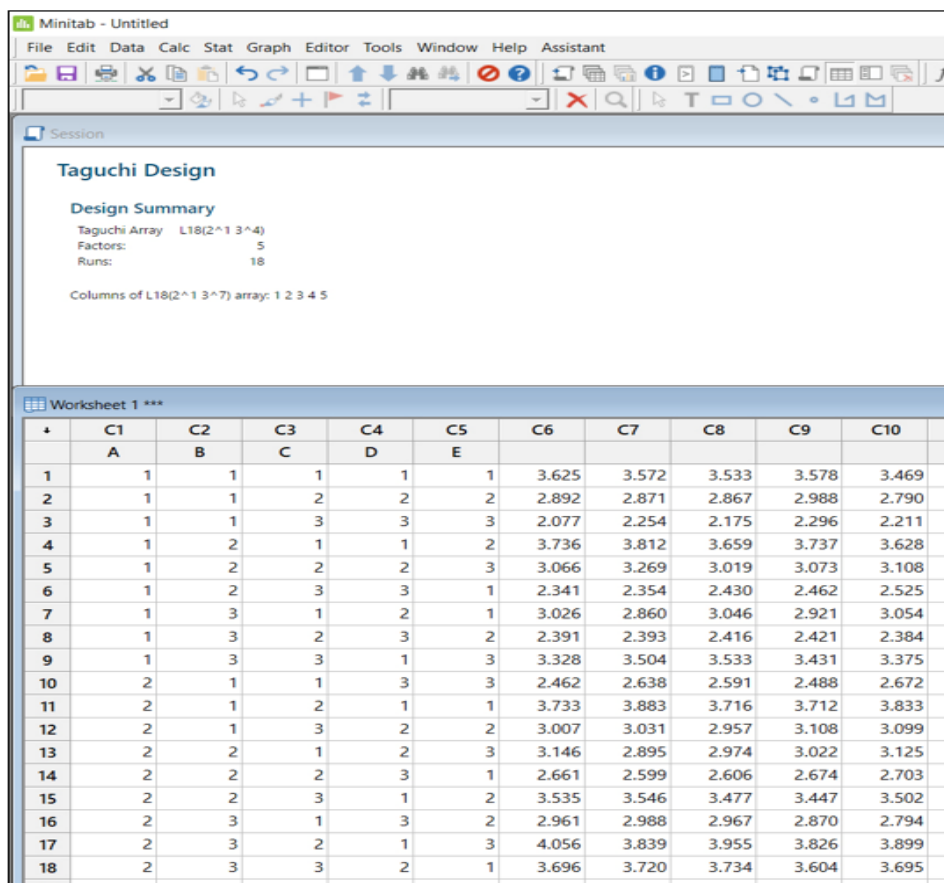 Minitab - Untitled
File Edit Data Calc Stat Graph Editor Tools Window Help Assistant
Session
Taguchi Design
Design Summary
Taguchi Array L18(2^1 3^4)
Factors: 5
Runs: 18
Columns of L18(2^1 3^7) array: 1 2 3 4 5
Worksheet 1 ***
C1 C2 C3 C4 C5 C6 C7 C8 C9 C10
A B C D E
1 1 1 1 1 1 3.625 3.572 3.533 3.578 3.469
2 1 1 2 2 2 2.892 2.871 2.867 2.988 2.790
3 1 1 3 3 3 2.077 2.254 2.175 2.296 2.211
4 1 2 1 1 2 3.736 3.812 3.659 3.737 3.628
5 1 2 2 2 3 3.066 3.269 3.019 3.073 3.108
6 1 2 3 3 1 2.341 2.354 2.430 2.462 2.525
7 1 3 1 2 1 3.026 2.860 3.046 2.921 3.054
8 1 3 2 3 2 2.391 2.393 2.416 2.421 2.384
9 1 3 3 1 3 3.328 3.504 3.533 3.431 3.375
10 2 1 1 3 3 2.462 2.638 2.591 2.488 2.672
11 2 1 2 1 1 3.733 3.883 3.716 3.712 3.833
12 2 1 3 2 2 3.007 3.031 2.957 3.108 3.099
13 2 2 1 2 3 3.146 2.895 2.974 3.022 3.125
14 2 2 2 3 1 2.661 2.599 2.606 2.674 2.703
15 2 2 3 1 2 3.535 3.546 3.477 3.447 3.502
16 2 3 1 3 2 2.961 2.988 2.967 2.870 2.794
17 2 3 2 1 3 4.056 3.839 3.955 3.826 3.899
18 2 3 3 2 1 3.696 3.720 3.734 3.604 3.695